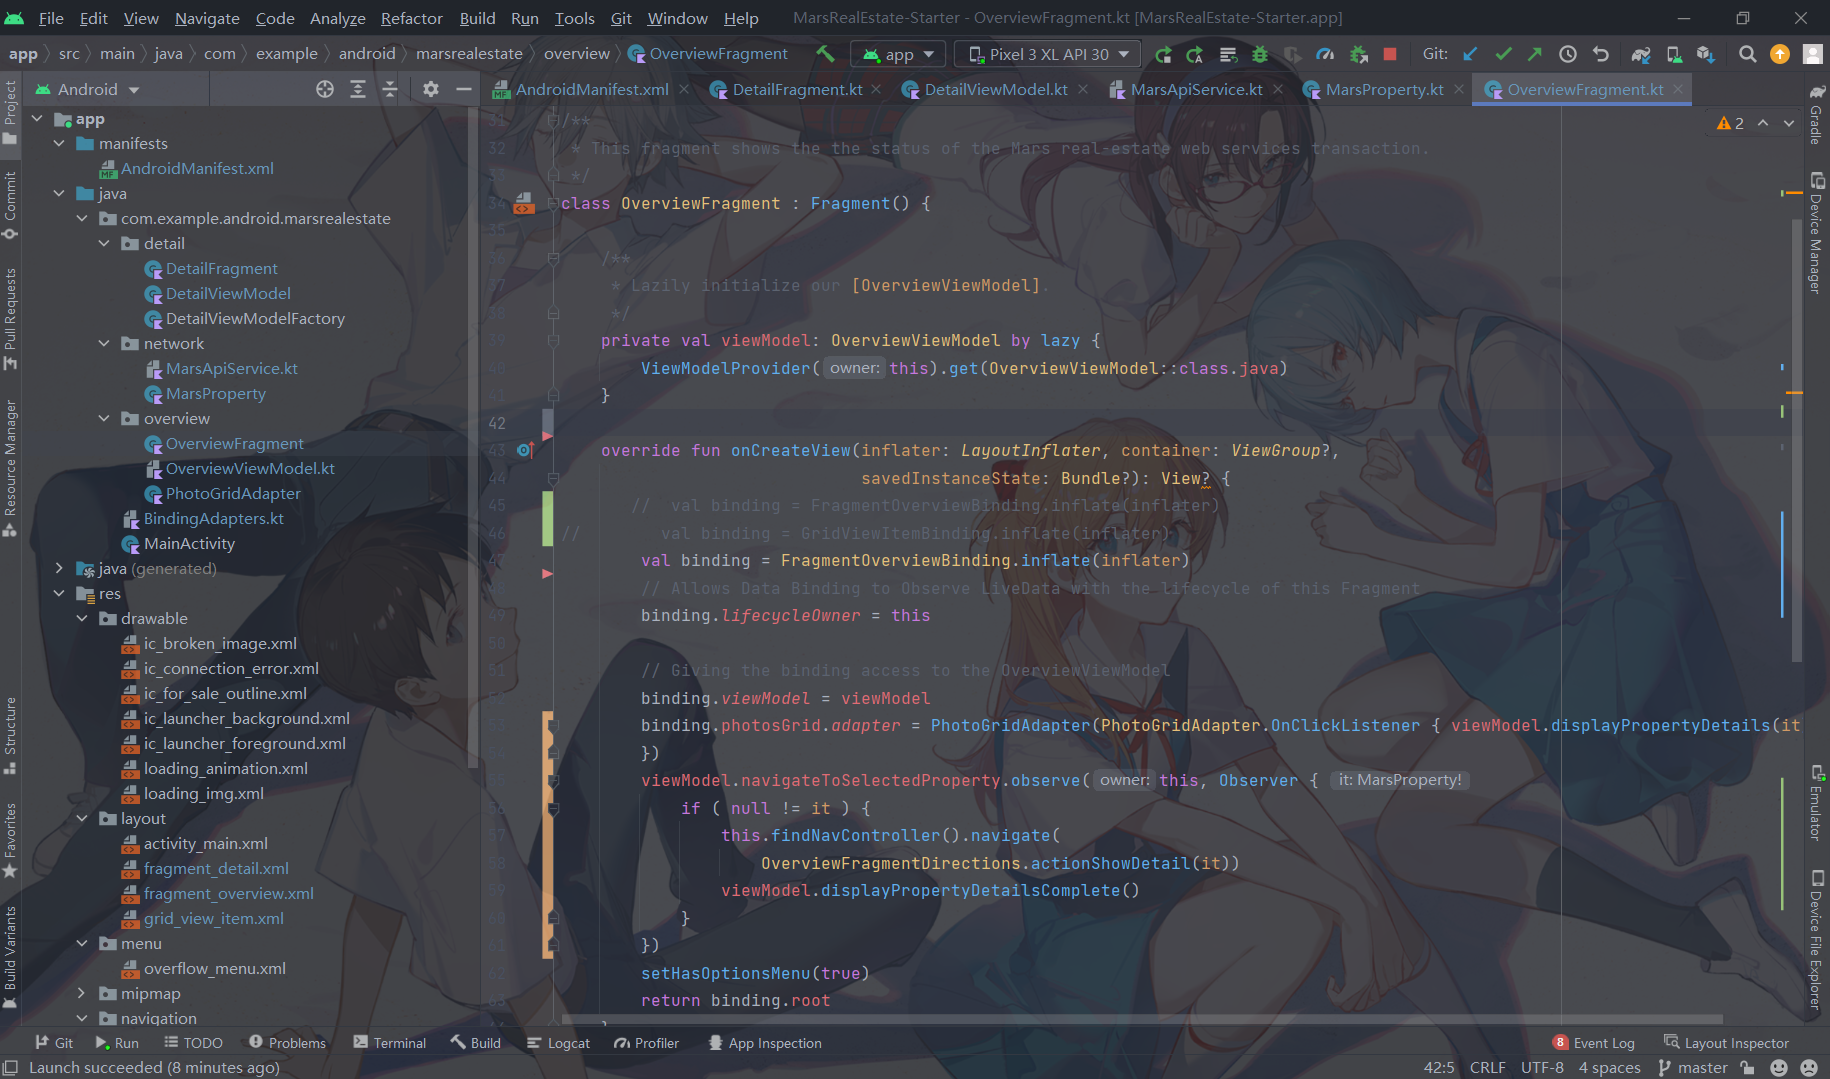 File Edit View Navigate Code Analyze Refactor Build Run Tools Git Window Help MarsRealEstate-Starter - OverviewFragment.kt [MarsRealEstate-Starter.app]
app src main java com example android marsrealestate overview OverviewFragment app Pixel 3 XL API 30 Git:
Android
AndroidManifest.xml DetailFragment.kt DetailViewModel.kt MarsApiService.kt MarsProperty.kt OverviewFragment.kt
Project
Commit
Pull Requests
Resource Manager
Structure
Favorites
Build Variants
app
manifests
AndroidManifest.xml
java
com.example.android.marsrealestate
detail
DetailFragment
DetailViewModel
DetailViewModelFactory
network
MarsApiService.kt
MarsProperty
overview
OverviewFragment
OverviewViewModel.kt
PhotoGridAdapter
BindingAdapters.kt
MainActivity
java (generated)
res
drawable
ic_broken_image.xml
ic_connection_error.xml
ic_for_sale_outline.xml
ic_launcher_background.xml
ic_launcher_foreground.xml
loading_animation.xml
loading_img.xml
layout
activity_main.xml
fragment_detail.xml
fragment_overview.xml
grid_view_item.xml
menu
overflow_menu.xml
mipmap
navigation
2
31 /**
32 * This fragment shows the the status of the Mars real-estate web services transaction.
33 */
34 class OverviewFragment : Fragment() {
35
36 /**
37 * Lazily initialize our [OverviewViewModel].
38 */
39 private val viewModel: OverviewViewModel by lazy {
40 ViewModelProvider( owner: this).get(OverviewViewModel::class.java)
41 }
42
43 override fun onCreateView(inflater: LayoutInflater, container: ViewGroup?,
44 savedInstanceState: Bundle?): View? {
45 // val binding = FragmentOverviewBinding.inflate(inflater)
46 // val binding = GridViewItemBinding.inflate(inflater)
47 val binding = FragmentOverviewBinding.inflate(inflater)
48 // Allows Data Binding to Observe LiveData with the lifecycle of this Fragment
49 binding.lifecycleOwner = this
50
51 // Giving the binding access to the OverviewViewModel
52 binding.viewModel = viewModel
53 binding.photosGrid.adapter = PhotoGridAdapter(PhotoGridAdapter.OnClickListener { viewModel.displayPropertyDetails(it
54 })
55 viewModel.navigateToSelectedProperty.observe( owner: this, Observer { it: MarsProperty!
56 if ( null != it ) {
57 this.findNavController().navigate(
58 OverviewFragmentDirections.actionShowDetail(it))
59 viewModel.displayPropertyDetailsComplete()
60 }
61 })
62 setHasOptionsMenu(true)
63 return binding.root
Gradle
Device Manager
Emulator
Device File Explorer
Git Run TODO Problems Terminal Build Logcat Profiler App Inspection 8 Event Log Layout Inspector
Launch succeeded (8 minutes ago) 42:5 CRLF UTF-8 4 spaces master